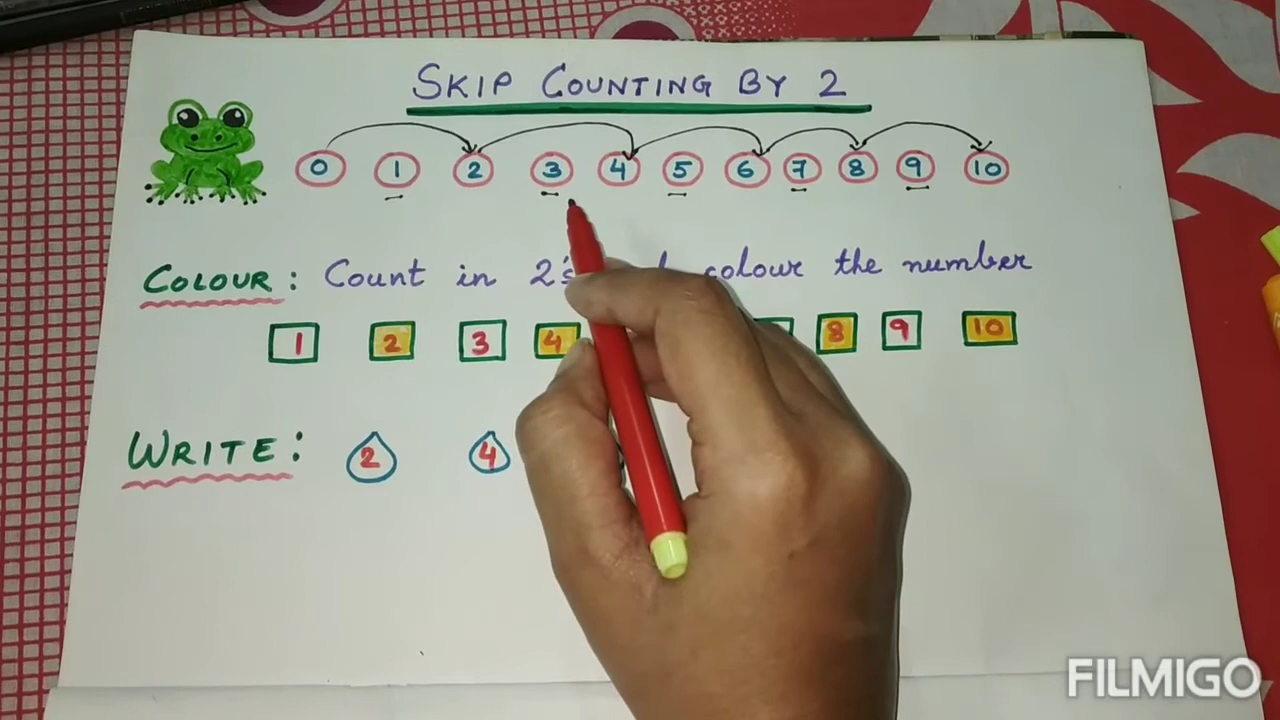 SKIP COUNTING BY 2
0 1 2 3 4 5 6 7 8 9 10
COLOUR: Count in 2's colour the number
1 2 3 4 8 9 10
WRITE: 2 4
FILMIGO